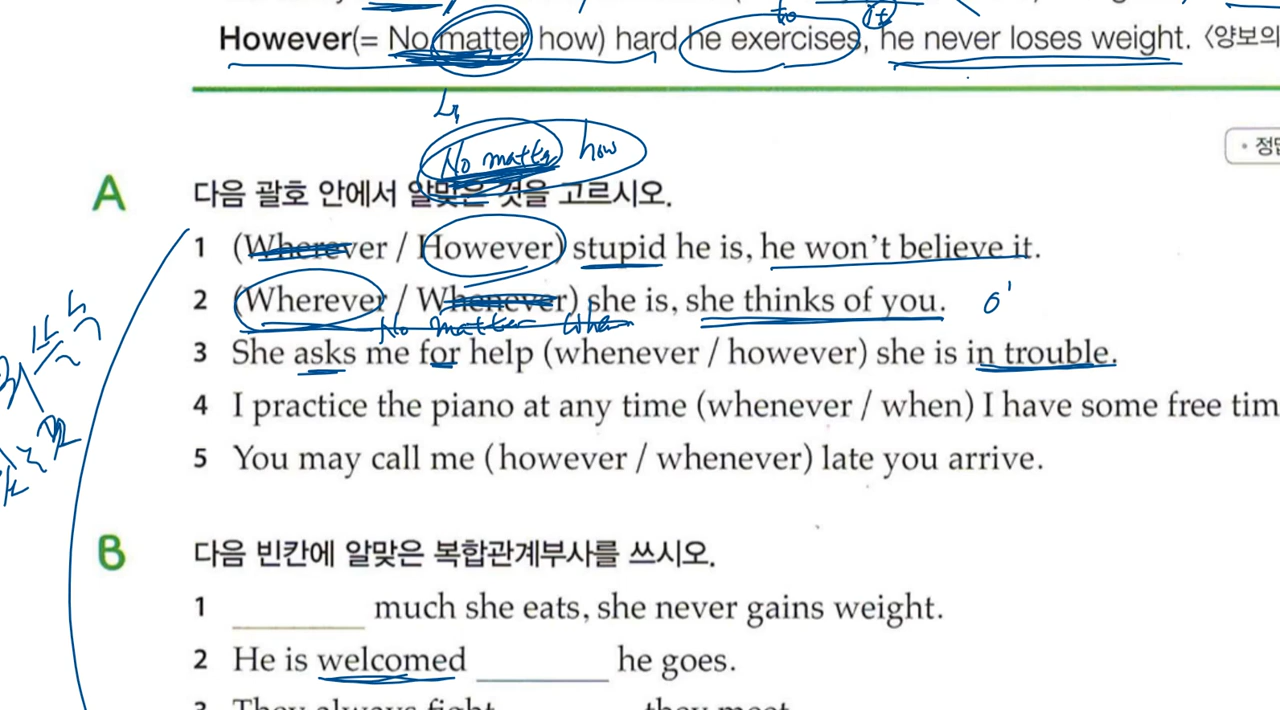 However(= No matter how) hard he exercises, he never loses weight. 〈양보의
No matter how
정답
A 다음 괄호 안에서 알맞은 것을 고르시오.
1 (Wherever / However) stupid he is, he won't believe it.
2 (Wherever / Whenever) she is, she thinks of you.
No matter when
3 She asks me for help (whenever / however) she is in trouble.
4 I practice the piano at any time (whenever / when) I have some free tim
5 You may call me (however / whenever) late you arrive.
B 다음 빈칸에 알맞은 복합관계부사를 쓰시오.
1 much she eats, she never gains weight.
2 He is welcomed he goes.
3 They always fight they meet